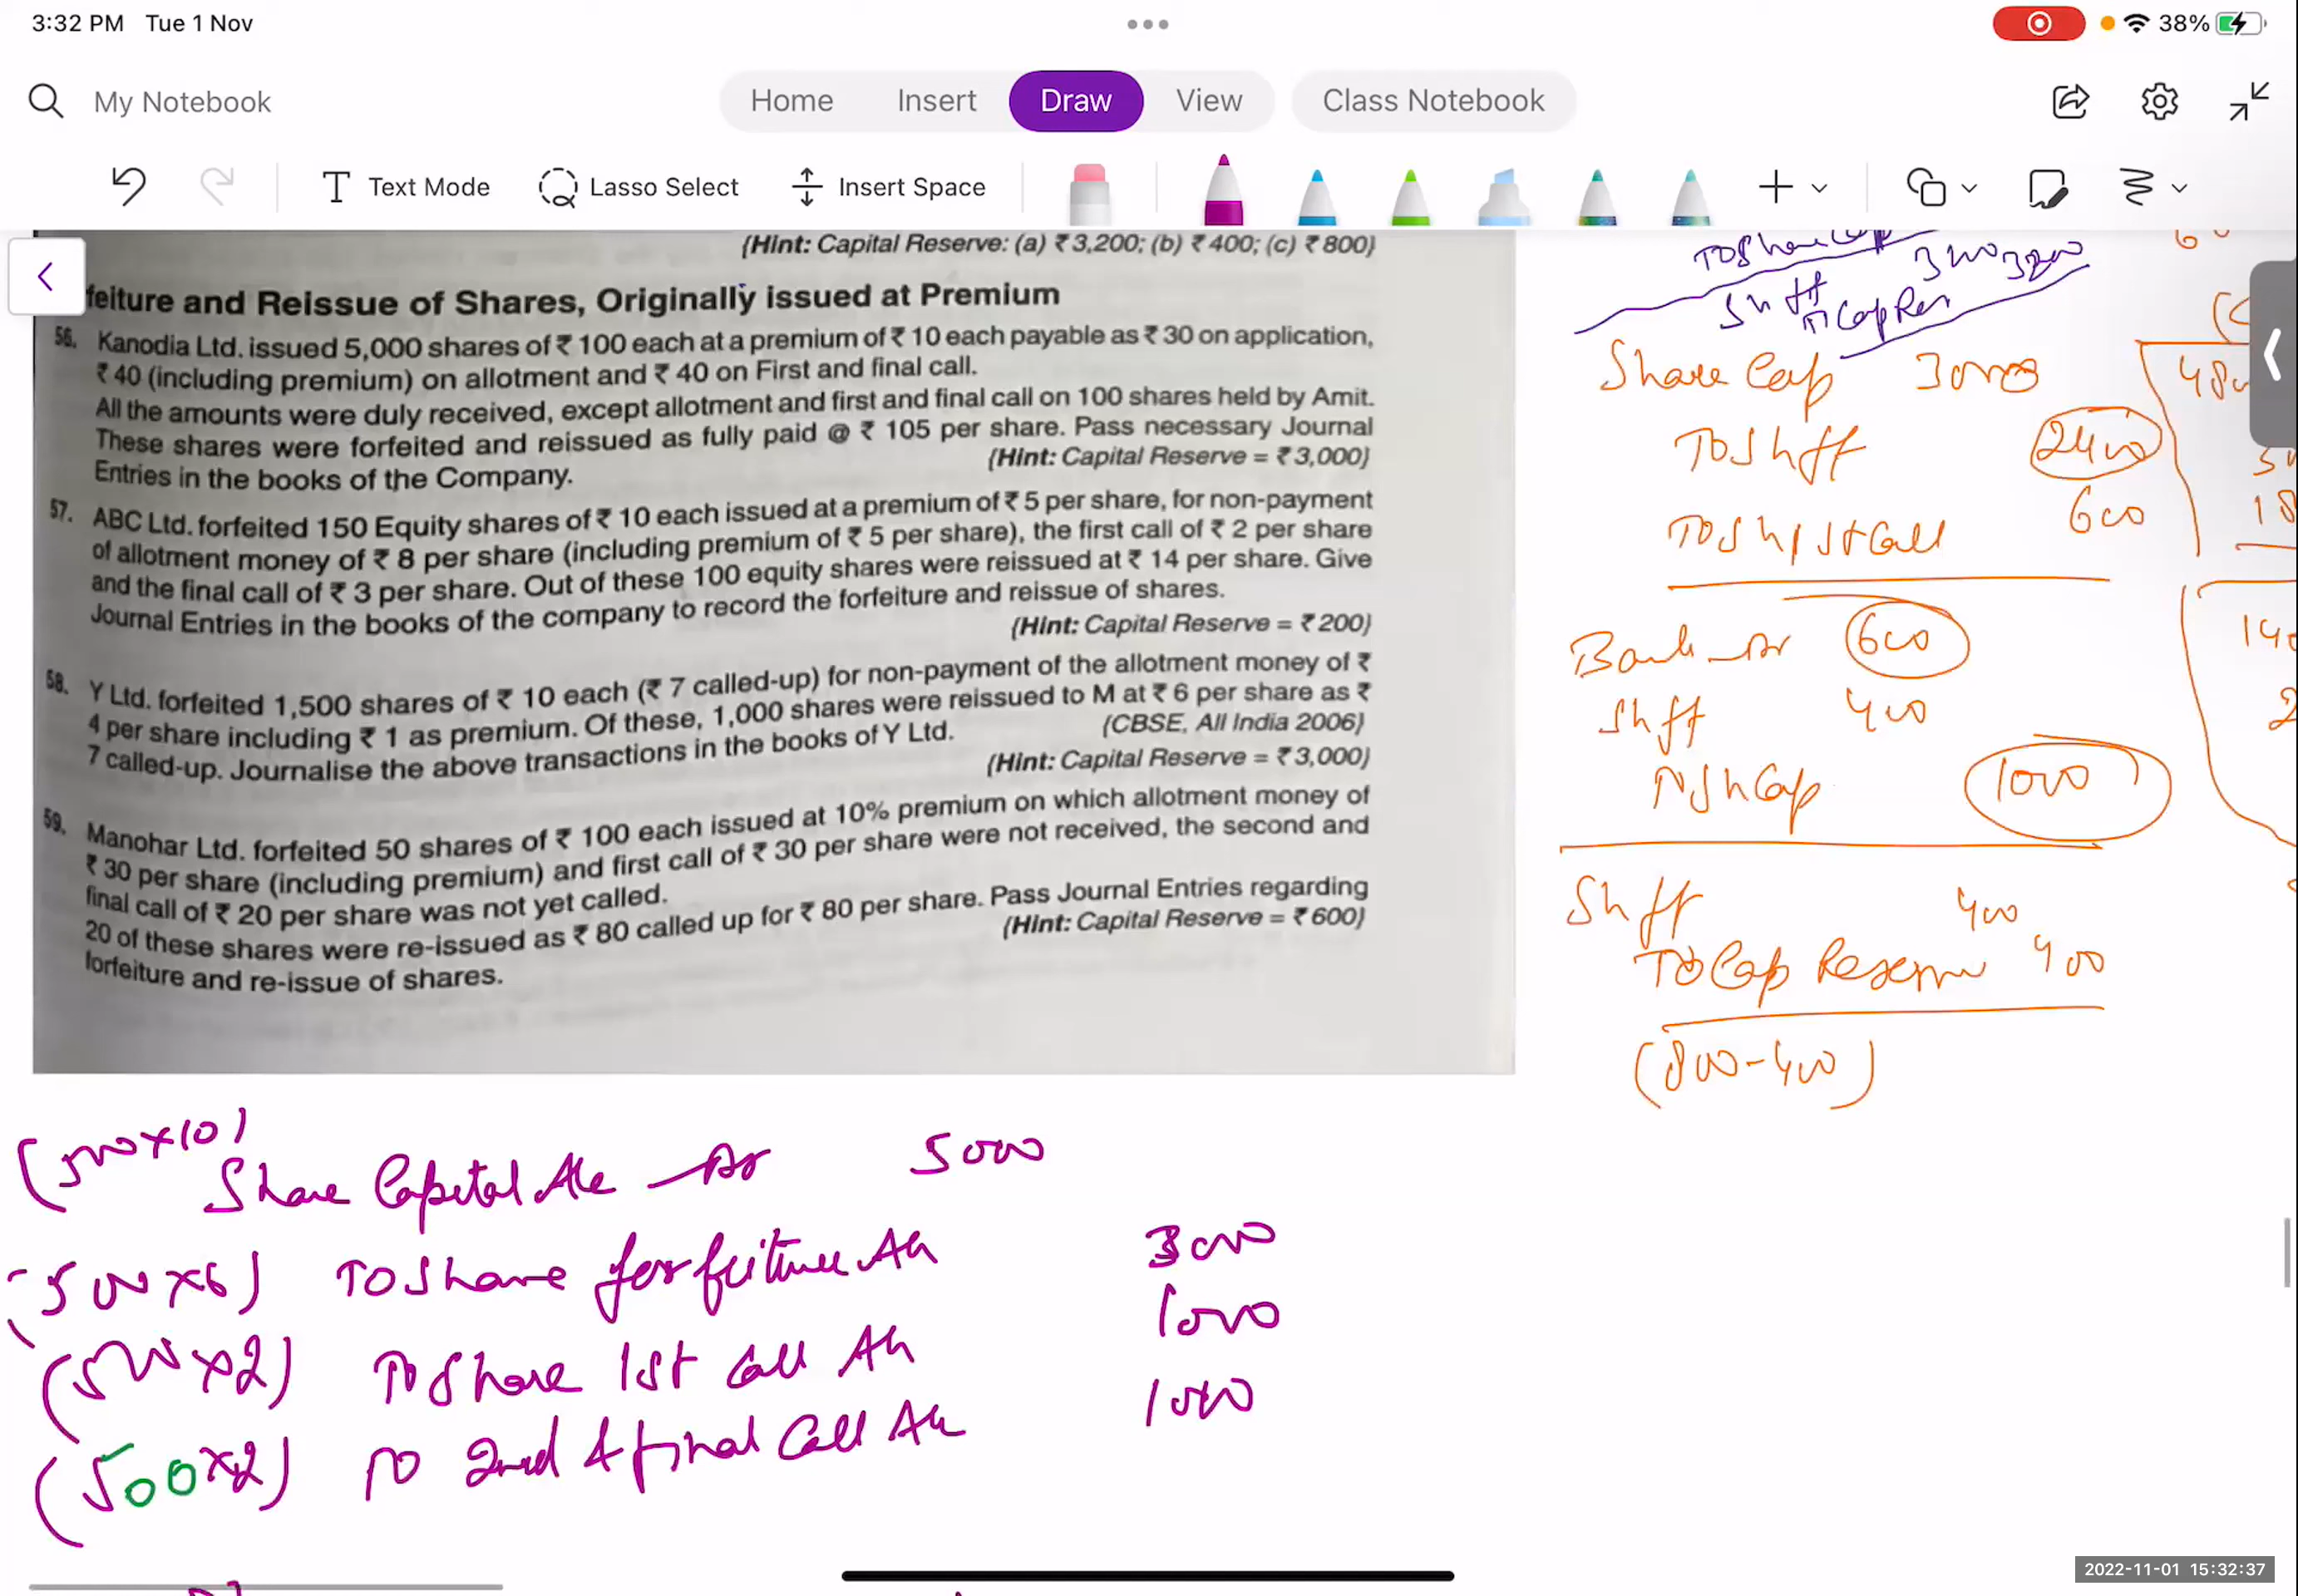 3:32 PM Tue 1 Nov
38%
My Notebook
Home Insert Draw View Class Notebook
Text Mode Lasso Select Insert Space
(Hint: Capital Reserve: (a) ₹ 3,200; (b) ₹ 400; (c) ₹ 800)
feiture and Reissue of Shares, Originally issued at Premium
56. Kanodia Ltd. issued 5,000 shares of ₹ 100 each at a premium of ₹ 10 each payable as ₹ 30 on application,
₹ 40 (including premium) on allotment and ₹ 40 on First and final call.
All the amounts were duly received, except allotment and first and final call on 100 shares held by Amit.
These shares were forfeited and reissued as fully paid @ ₹ 105 per share. Pass necessary Journal
Entries in the books of the Company. (Hint: Capital Reserve = ₹ 3,000)
57. ABC Ltd. forfeited 150 Equity shares of ₹ 10 each issued at a premium of ₹ 5 per share, for non-payment
of allotment money of ₹ 8 per share (including premium of ₹ 5 per share), the first call of ₹ 2 per share
and the final call of ₹ 3 per share. Out of these 100 equity shares were reissued at ₹ 14 per share. Give
Journal Entries in the books of the company to record the forfeiture and reissue of shares.
(Hint: Capital Reserve = ₹ 200)
58. Y Ltd. forfeited 1,500 shares of ₹ 10 each (₹ 7 called-up) for non-payment of the allotment money of ₹
4 per share including ₹ 1 as premium. Of these, 1,000 shares were reissued to M at ₹ 6 per share as ₹
7 called-up. Journalise the above transactions in the books of Y Ltd. (CBSE, All India 2006)
(Hint: Capital Reserve = ₹ 3,000)
59. Manohar Ltd. forfeited 50 shares of ₹ 100 each issued at 10% premium on which allotment money of
₹ 30 per share (including premium) and first call of ₹ 30 per share were not received, the second and
final call of ₹ 20 per share was not yet called.
20 of these shares were re-issued as ₹ 80 called up for ₹ 80 per share. Pass Journal Entries regarding
forfeiture and re-issue of shares. (Hint: Capital Reserve = ₹ 600)
To Share Cap
Sh ff 3200 3200
To Cap Res
Share Cap 3000
To Sh ff 2400
To Sh 1st Call 600
Bank Dr 600
Sh ff 400
To Sh Cap 1000
Sh ff 400
To Cap Reserve 400
(800-400)
(500×10) Share Capital A/c Dr 5000
(500×6) To Share forfeiture A/c 3000
(500×2) To Share 1st Call A/c 1000
(500×2) To 2nd & final Call A/c 1000
2022-11-01 15:32:37